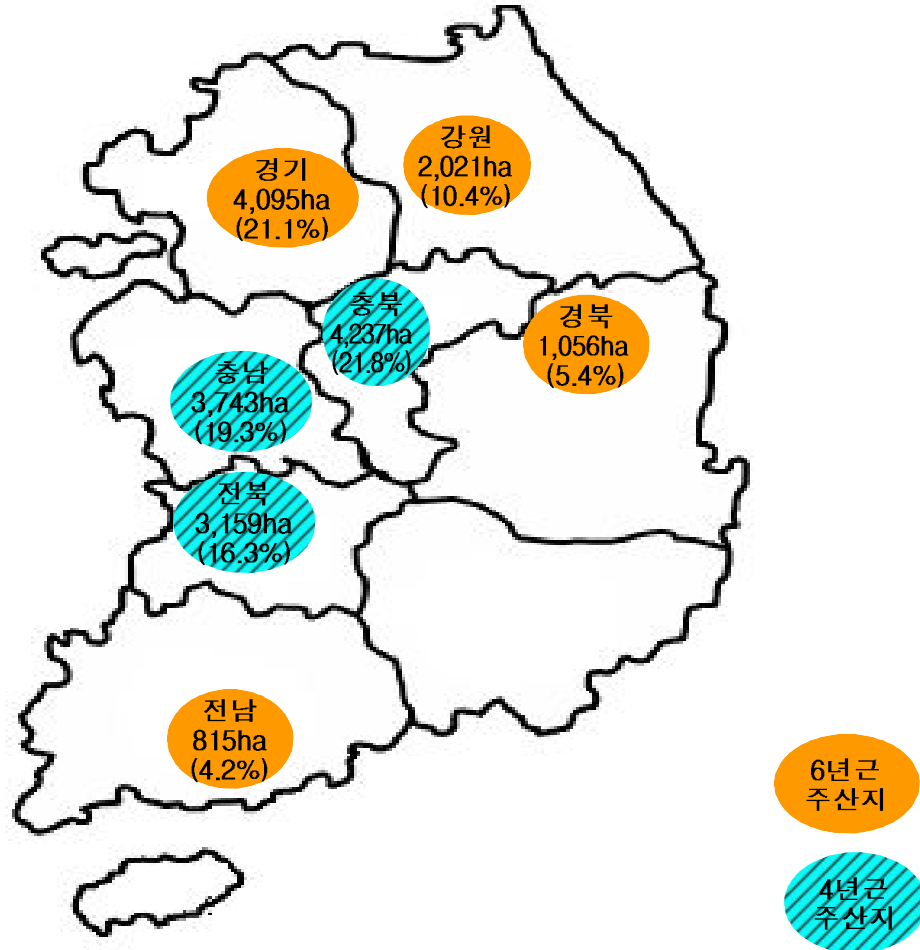 강원
2,021ha
(10.4%)
경기
4,095ha
(21.1%)
충북
4,237ha
(21.8%)
경북
1,056ha
(5.4%)
충남
3,743ha
(19.3%)
전북
3,159ha
(16.3%)
전남
815ha
(4.2%)
6년근
주산지
4년근
주산지